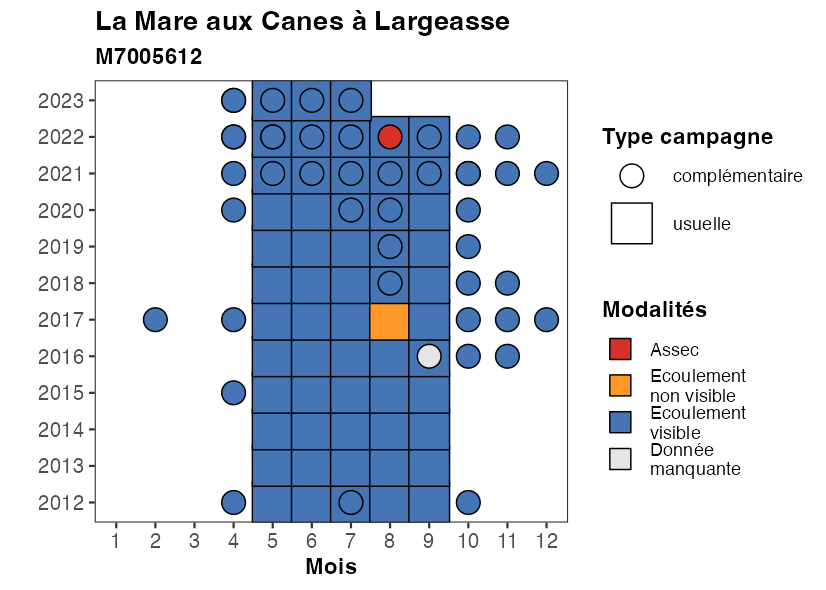 La Mare aux Canes à Largeasse
M7005612
2023
2022
2021
2020
2019
2018
2017
2016
2015
2014
2013
2012
1 2 3 4 5 6 7 8 9 10 11 12
Mois
Type campagne
complémentaire
usuelle
Modalités
Assec
Ecoulement
non visible
Ecoulement
visible
Donnée
manquante